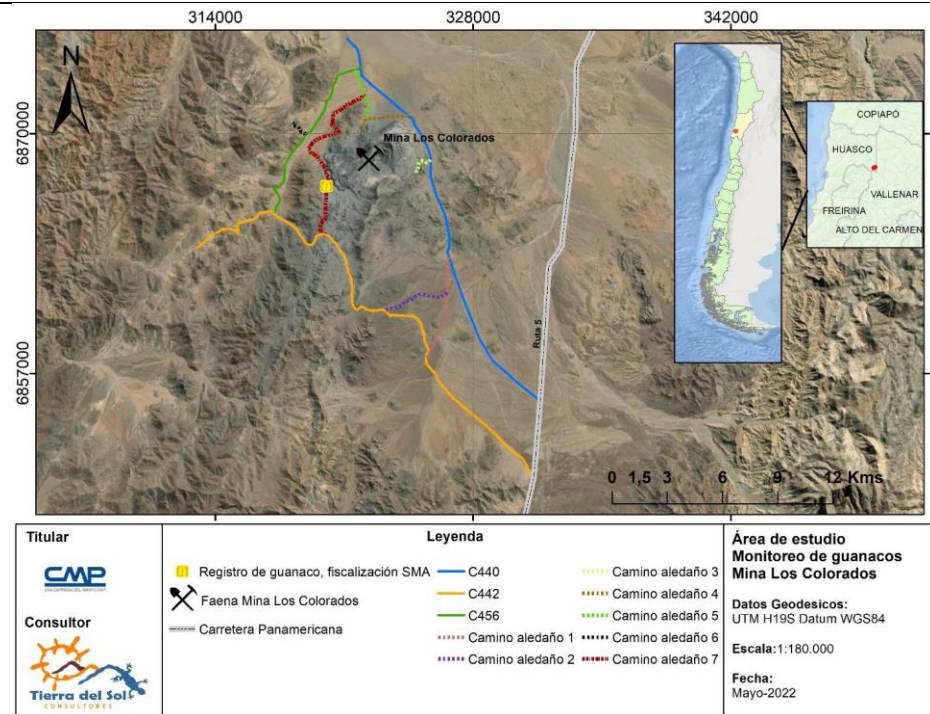 314000
328000
342000
N
6870000
6857000
Mina Los Colorados
Ruta 5
COPIAPÓ
HUASCO
VALLENAR
FREIRINA
ALTO DEL CARMEN
0 1,5 3 6 9 12 Kms
Titular
CMP
Consultor
Tierra del Sol
CONSULTORES
Leyenda
Registro de guanaco, fiscalización SMA
Faena Mina Los Colorados
Carretera Panamericana
C440
C442
C456
Camino aledaño 1
Camino aledaño 2
Camino aledaño 3
Camino aledaño 4
Camino aledaño 5
Camino aledaño 6
Camino aledaño 7
Área de estudio
Monitoreo de guanacos
Mina Los Colorados
Datos Geodesicos:
UTM H19S Datum WGS84
Escala:1:180.000
Fecha:
Mayo-2022